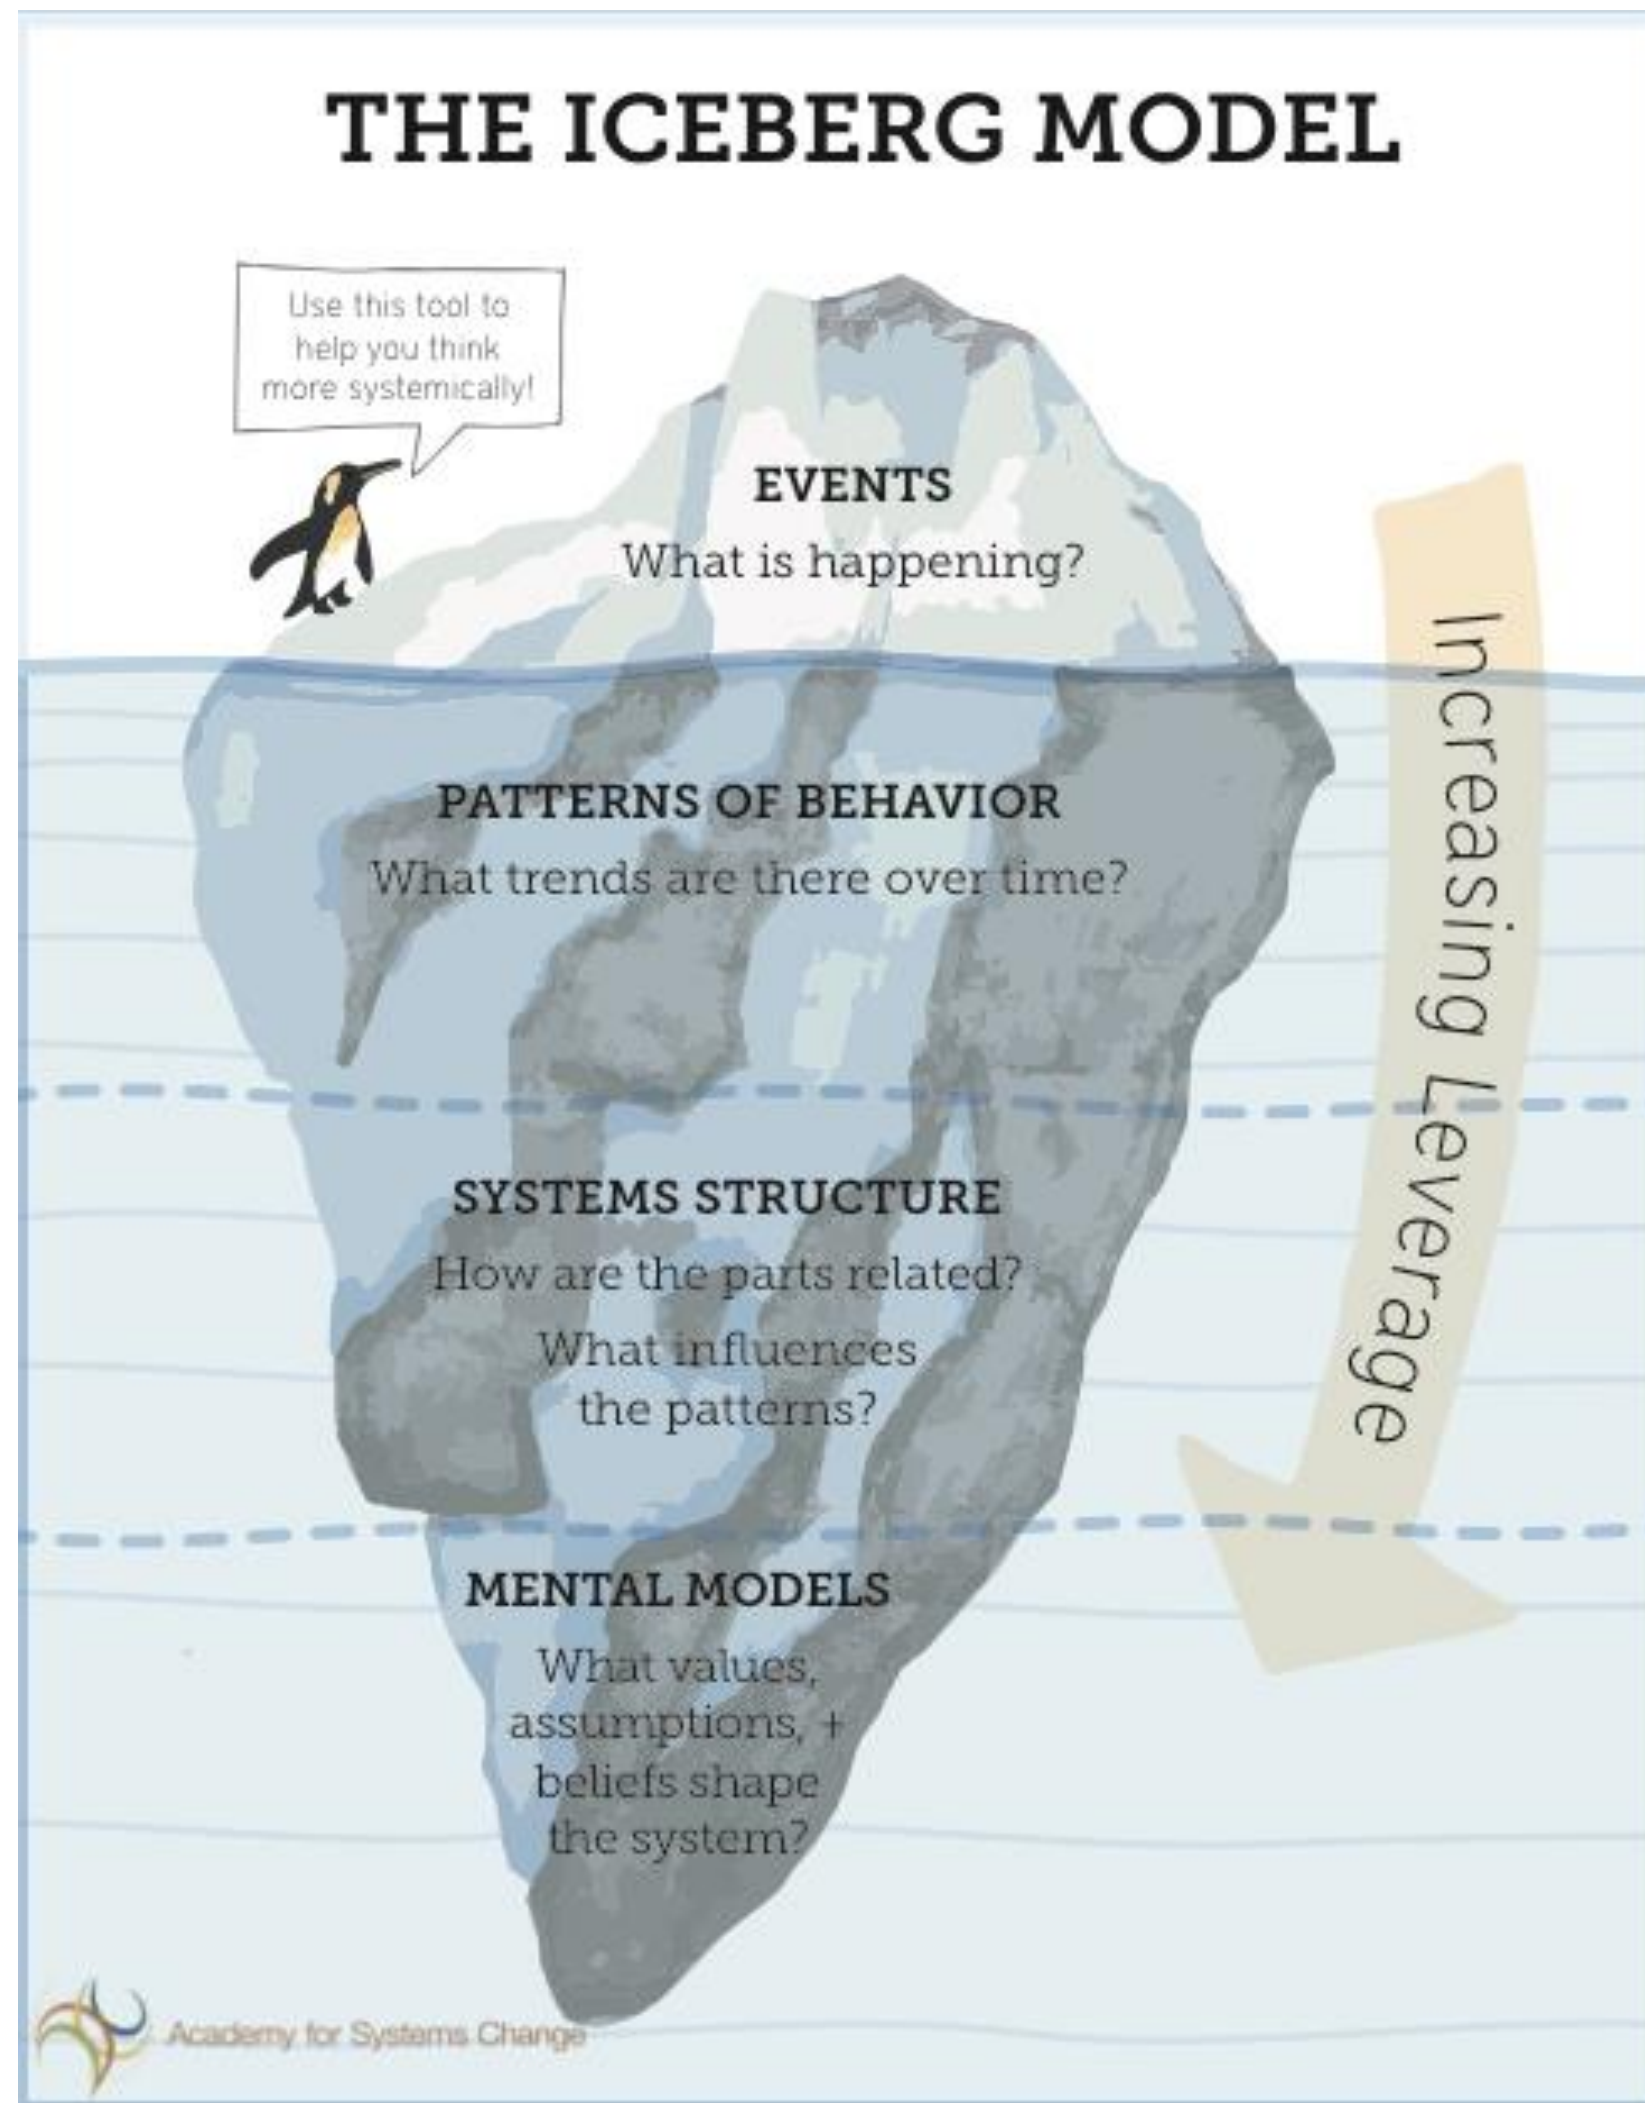 THE ICEBERG MODEL
Use this tool to
help you think
more systemically!
EVENTS
What is happening?
PATTERNS OF BEHAVIOR
What trends are there over time?
SYSTEMS STRUCTURE
How are the parts related?
What influences
the patterns?
MENTAL MODELS
What values,
assumptions, +
beliefs shape
the system?
Increasing Leverage
Academy for Systems Change